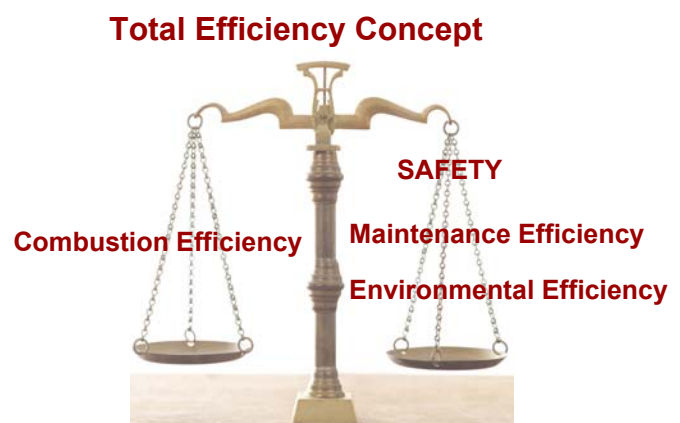 Total Efficiency Concept
SAFETY
Combustion Efficiency
Maintenance Efficiency
Environmental Efficiency